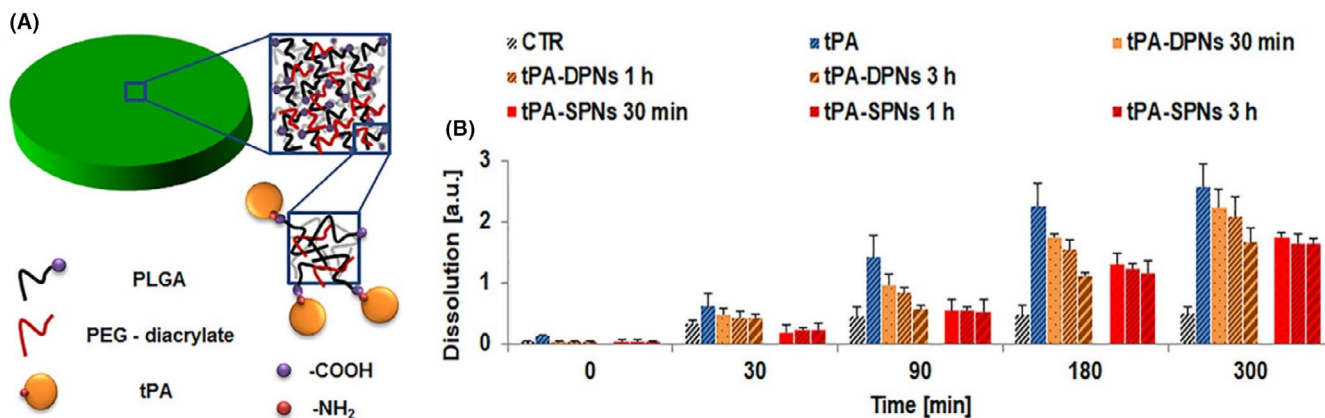 (A)
PLGA
PEG - diacrylate
tPA
-COOH
-NH₂
(B)
CTR
tPA
tPA-DPNs 30 min
tPA-DPNs 1 h
tPA-DPNs 3 h
tPA-SPNs 30 min
tPA-SPNs 1 h
tPA-SPNs 3 h
Dissolution [a.u.]
3
2
1
0
0 30 90 180 300
Time [min]